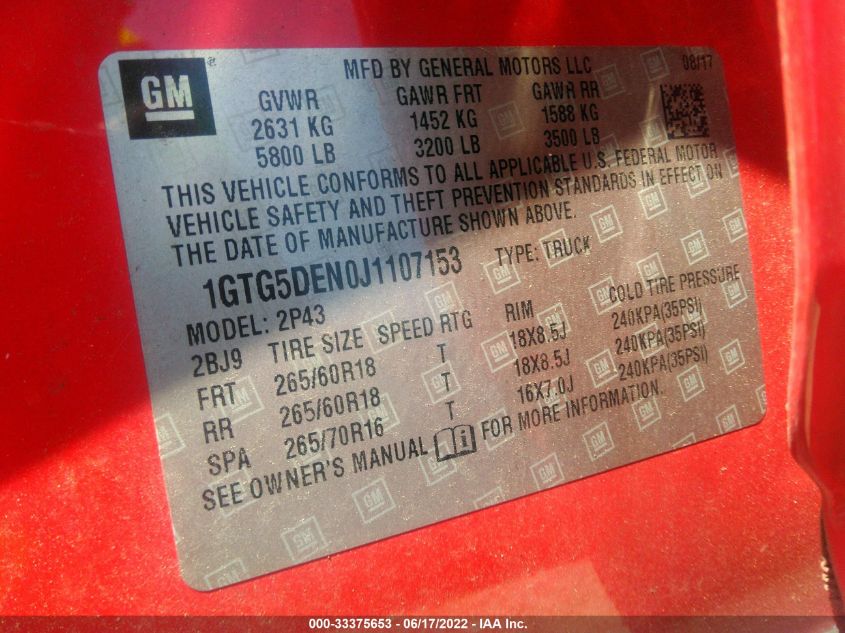 GM
MFD BY GENERAL MOTORS LLC 08/17
GVWR GAWR FRT GAWR RR
2631 KG 1452 KG 1588 KG
5800 LB 3200 LB 3500 LB
THIS VEHICLE CONFORMS TO ALL APPLICABLE U.S. FEDERAL MOTOR
VEHICLE SAFETY AND THEFT PREVENTION STANDARDS IN EFFECT ON
THE DATE OF MANUFACTURE SHOWN ABOVE.
1GTG5DEN0J1107153 TYPE: TRUCK
MODEL: 2P43
2BJ9 TIRE SIZE SPEED RTG RIM COLD TIRE PRESSURE
FRT 265/60R18 T 18X8.5J 240KPA(35PSI)
RR 265/60R18 T 18X8.5J 240KPA(35PSI)
SPA 265/70R16 T 16X7.0J 240KPA(35PSI)
SEE OWNER'S MANUAL FOR MORE INFORMATION.
000-33375653 - 06/17/2022 - IAA Inc.